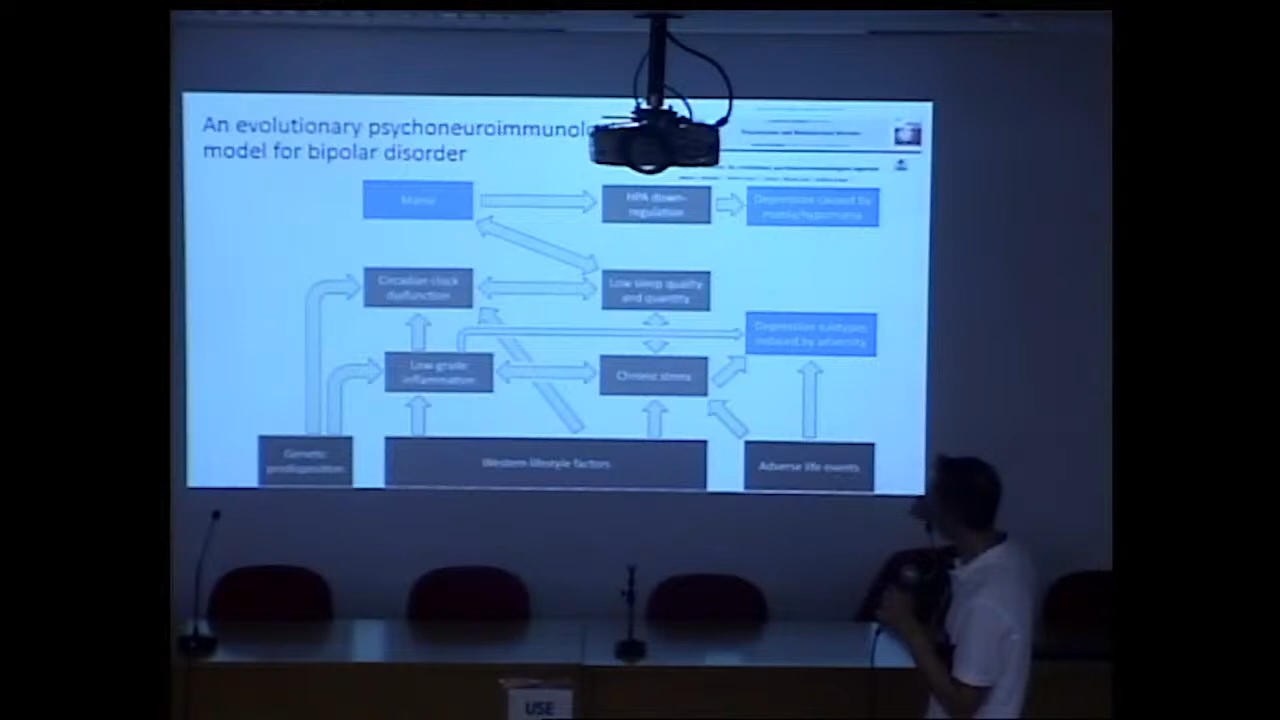 An evolutionary psychoneuroimmunol
model for bipolar disorder
Mania
HPA down-
regulation
Depression caused by
mania/hypomania
Circadian clock
disfunction
Low sleep quality
and quantity
Depression subtypes
induced by adversity
Low grade
inflammation
Chronic stress
Genetic
predisposition
Western lifestyle factors
Adverse life events
USE